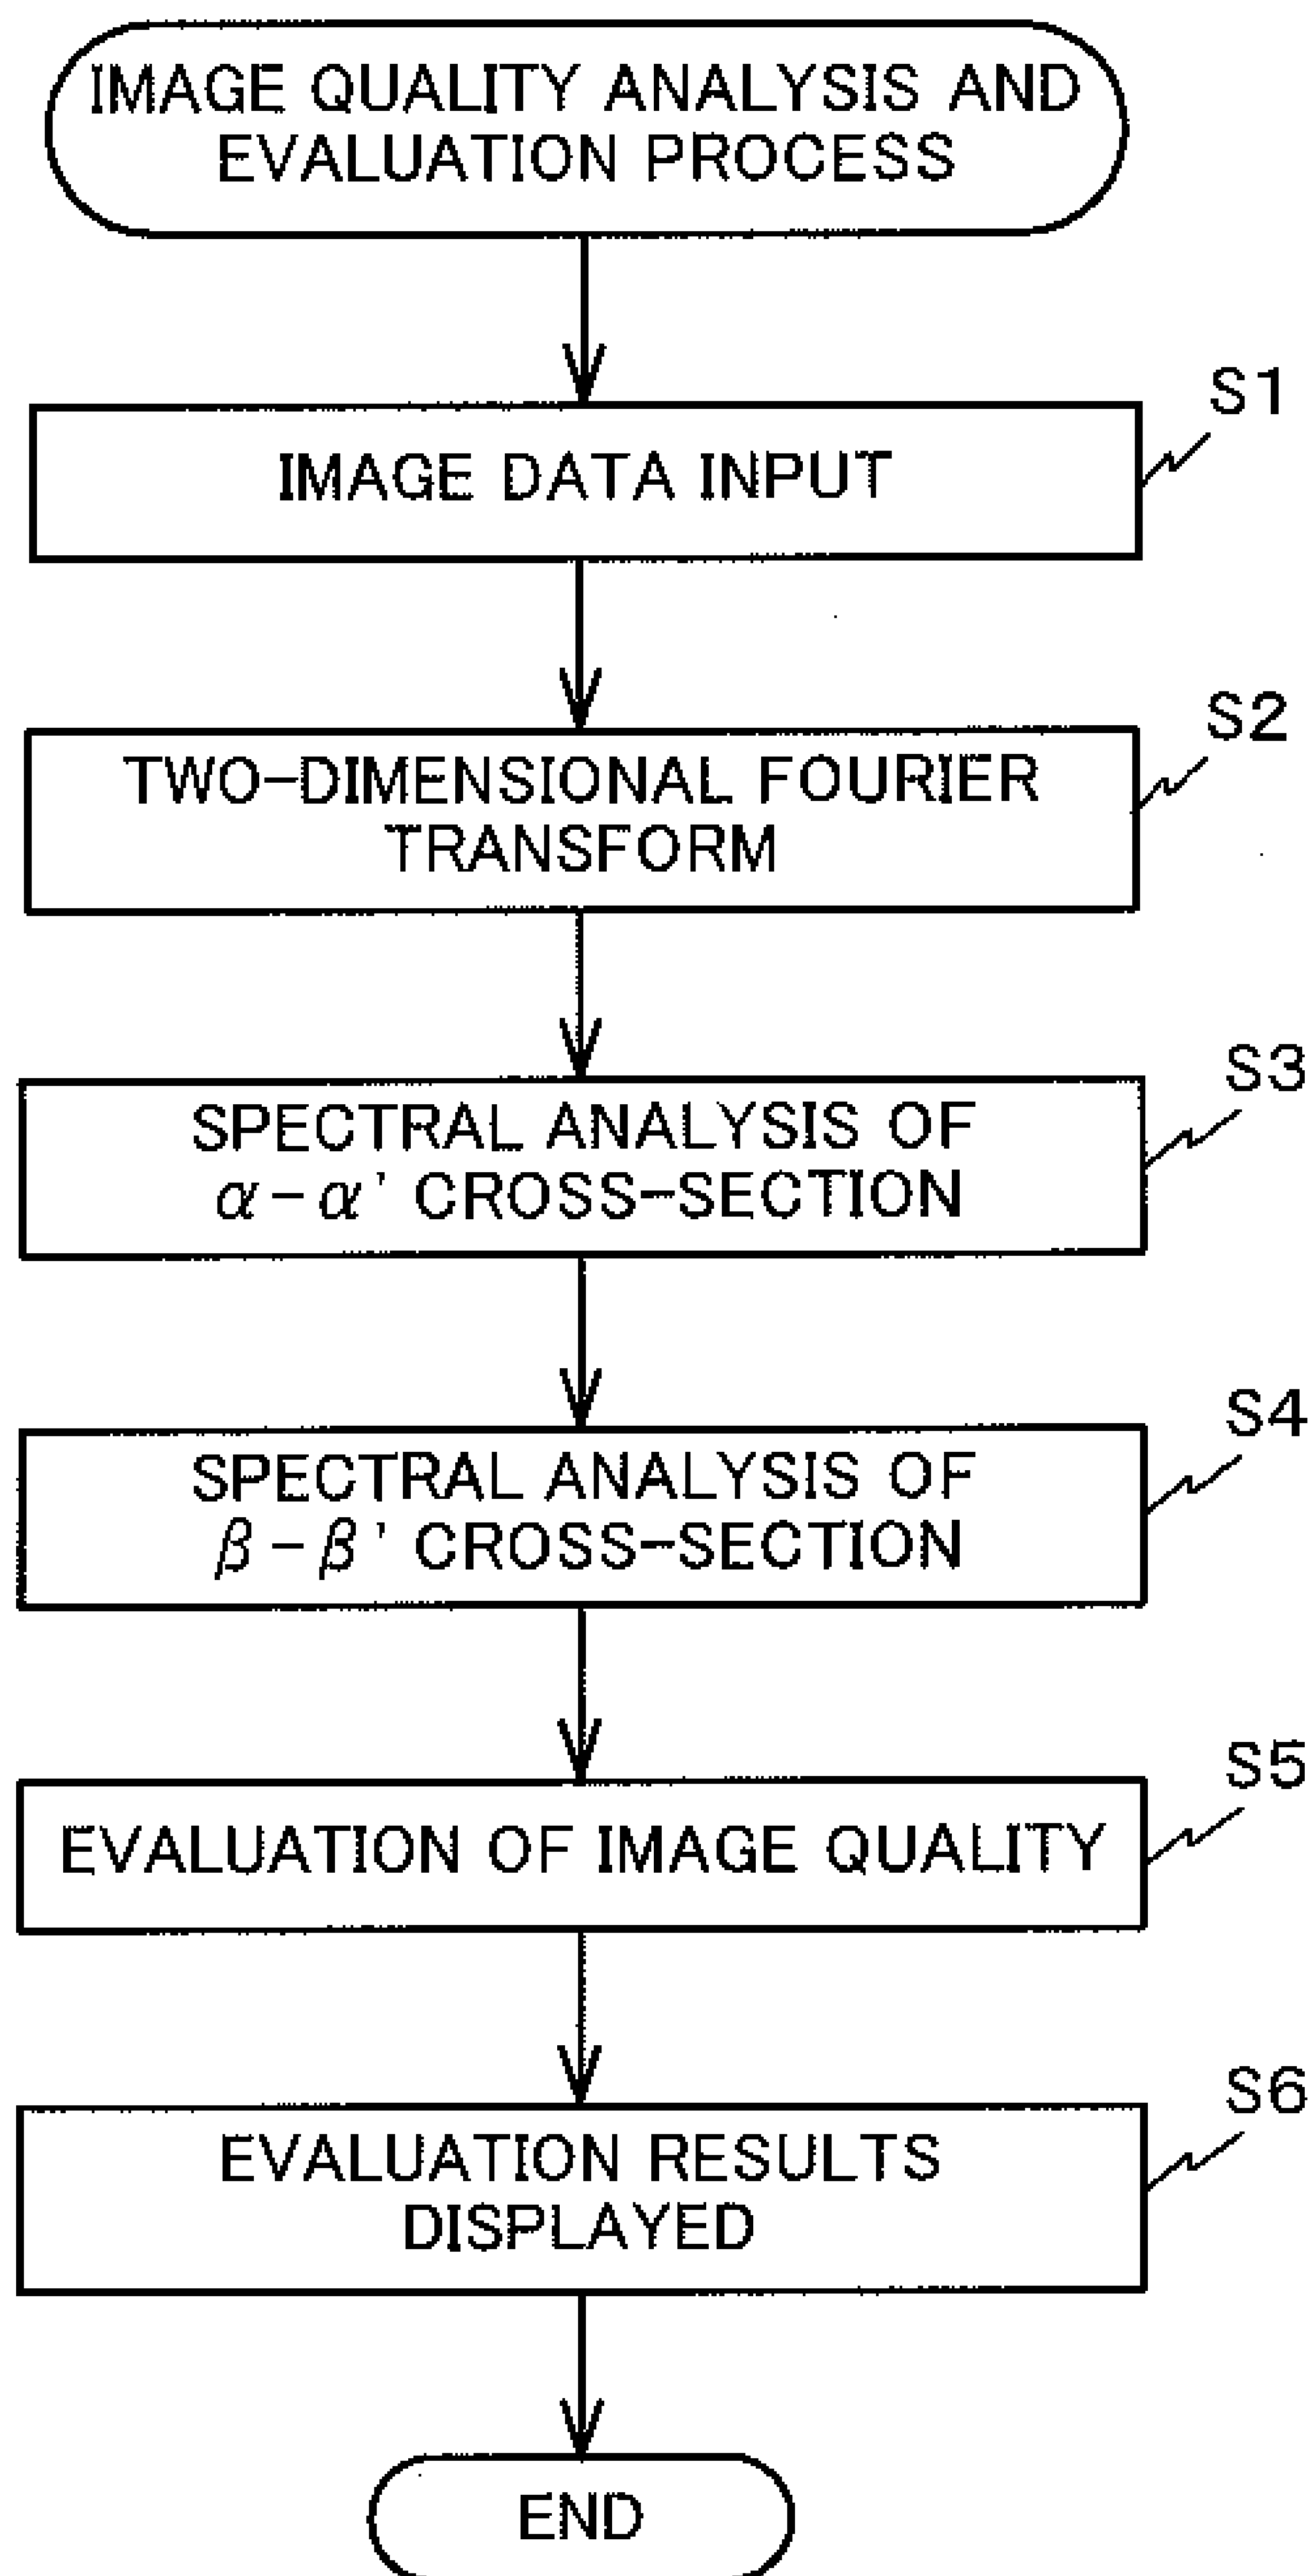 IMAGE QUALITY ANALYSIS AND
EVALUATION PROCESS
S1
IMAGE DATA INPUT
S2
TWO-DIMENSIONAL FOURIER
TRANSFORM
S3
SPECTRAL ANALYSIS OF
α-α' CROSS-SECTION
S4
SPECTRAL ANALYSIS OF
β-β' CROSS-SECTION
S5
EVALUATION OF IMAGE QUALITY
S6
EVALUATION RESULTS
DISPLAYED
END